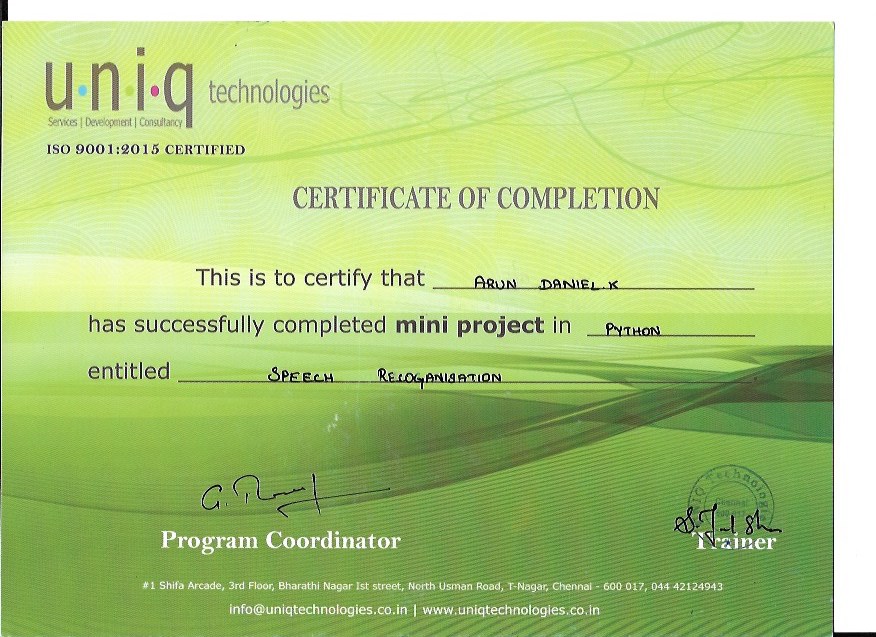 u·n·i·q technologies
Services | Development | Consultancy
ISO 9001:2015 CERTIFIED
CERTIFICATE OF COMPLETION
This is to certify that ARUN DANIEL.K
has successfully completed mini project in PYTHON
entitled SPEECH RECOGANISATION
Program Coordinator
Trainer
#1 Shifa Arcade, 3rd Floor, Bharathi Nagar Ist street, North Usman Road, T-Nagar, Chennai - 600 017, 044 42124943
info@uniqtechnologies.co.in | www.uniqtechnologies.co.in